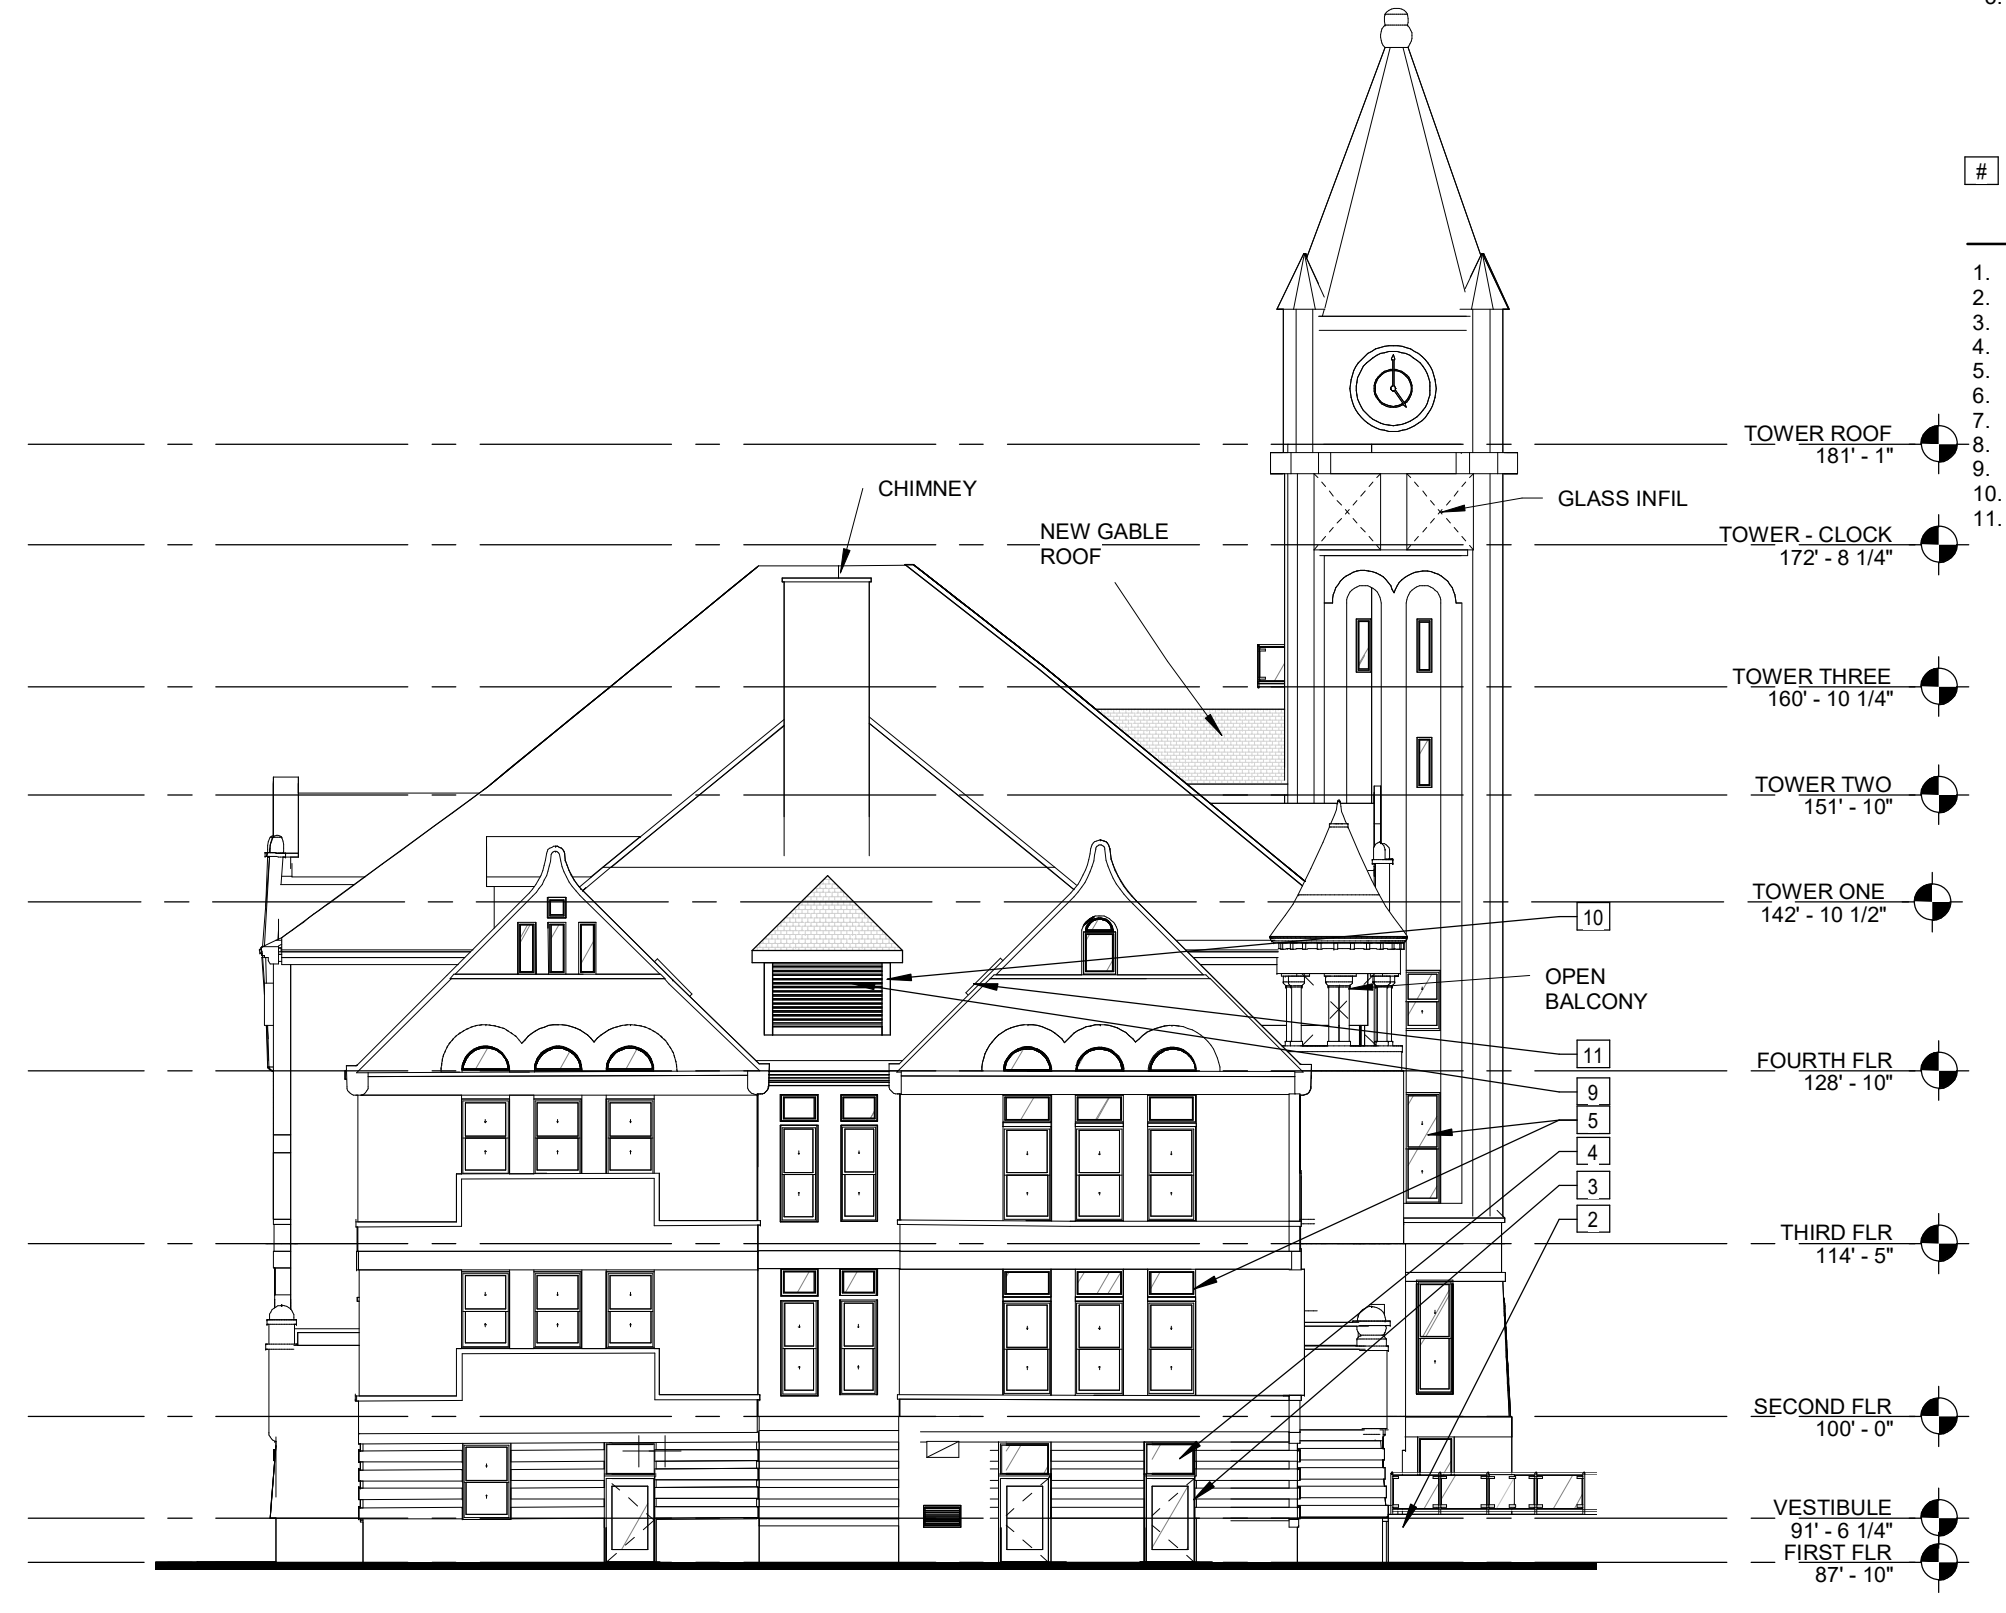 #
1.
2.
3.
4.
5.
6.
7.
8.
9.
10.
11.
TOWER ROOF
181' - 1"
CHIMNEY
GLASS INFIL
NEW GABLE
ROOF
TOWER - CLOCK
172' - 8 1/4"
TOWER THREE
160' - 10 1/4"
TOWER TWO
151' - 10"
TOWER ONE
142' - 10 1/2"
10
OPEN
BALCONY
11
FOURTH FLR
128' - 10"
9
5
4
3
2
THIRD FLR
114' - 5"
SECOND FLR
100' - 0"
VESTIBULE
91' - 6 1/4"
FIRST FLR
87' - 10"